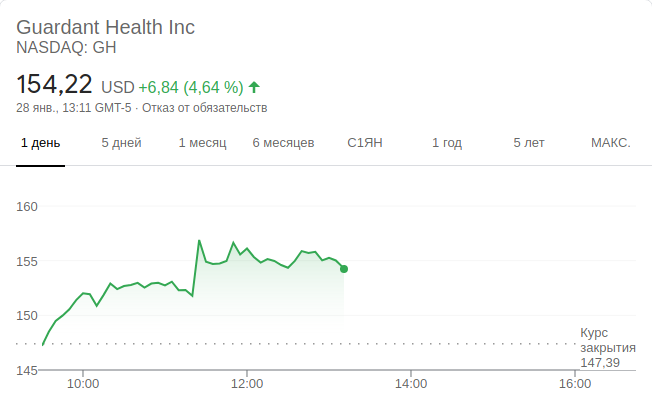 Guardant Health Inc
NASDAQ: GH
154,22 USD +6,84 (4,64 %)
28 янв., 13:11 GMT-5 · Отказ от обязательств
1 день 5 дней 1 месяц 6 месяцев С1ЯН 1 год 5 лет МАКС.
160
155
150
145
Курс
закрытия
147,39
10:00 12:00 14:00 16:00